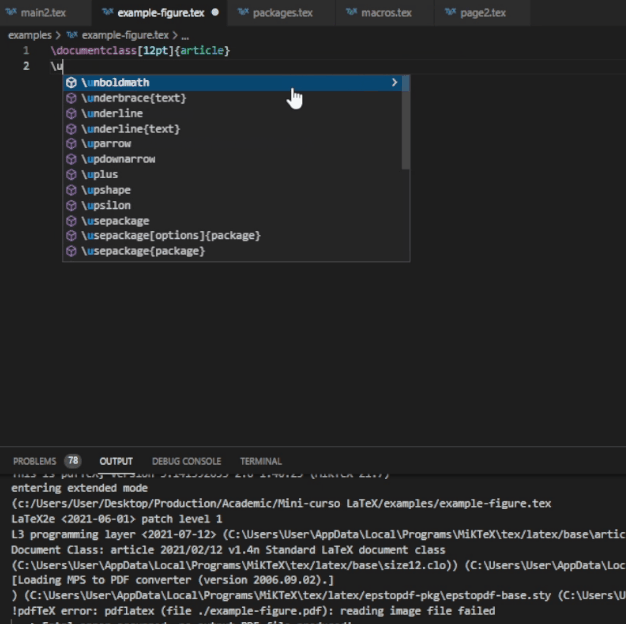 main2.tex example-figure.tex packages.tex macros.tex page2.tex
examples > example-figure.tex > ...
1 \documentclass[12pt]{article}
2 \u
\unboldmath
\underbrace{text}
\underline
\underline{text}
\uparrow
\updownarrow
\uplus
\upshape
\upsilon
\usepackage
\usepackage[options]{package}
\usepackage{package}
PROBLEMS 78 OUTPUT DEBUG CONSOLE TERMINAL
entering extended mode
(c:/Users/User/Desktop/Production/Academic/Mini-curso LaTeX/examples/example-figure.tex
LaTeX2e <2021-06-01> patch level 1
L3 programming layer <2021-07-12> (C:\Users\User\AppData\Local\Programs\MiKTeX\tex/latex/base\artic
Document Class: article 2021/02/12 v1.4n Standard LaTeX document class
(C:\Users\User\AppData\Local\Programs\MiKTeX\tex/latex/base\size12.clo)) (C:\Users\User\AppData\Loc
[Loading MPS to PDF converter (version 2006.09.02).]
) (C:\Users\User\AppData\Local\Programs\MiKTeX\tex/latex/epstopdf-pkg\epstopdf-base.sty (C:\Users\U
!pdfTeX error: pdflatex (file ./example-figure.pdf): reading image file failed